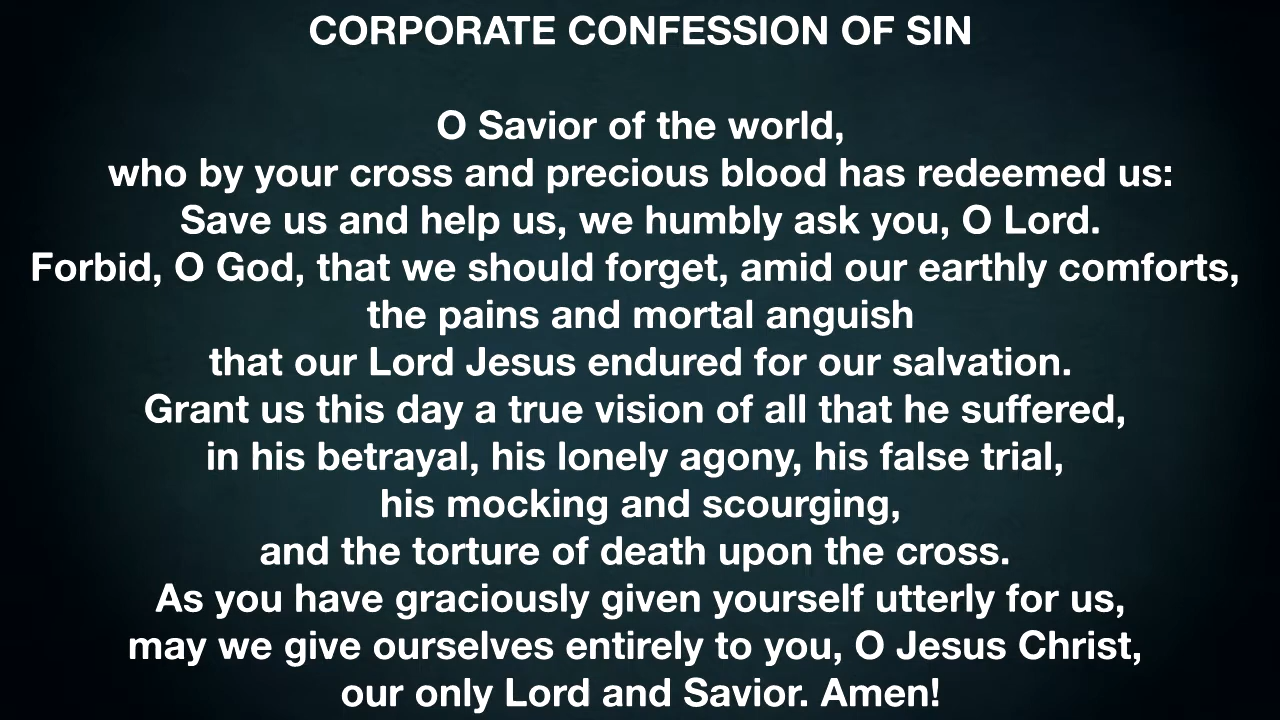 CORPORATE CONFESSION OF SIN
O Savior of the world,
who by your cross and precious blood has redeemed us:
Save us and help us, we humbly ask you, O Lord.
Forbid, O God, that we should forget, amid our earthly comforts,
the pains and mortal anguish
that our Lord Jesus endured for our salvation.
Grant us this day a true vision of all that he suffered,
in his betrayal, his lonely agony, his false trial,
his mocking and scourging,
and the torture of death upon the cross.
As you have graciously given yourself utterly for us,
may we give ourselves entirely to you, O Jesus Christ,
our only Lord and Savior. Amen!